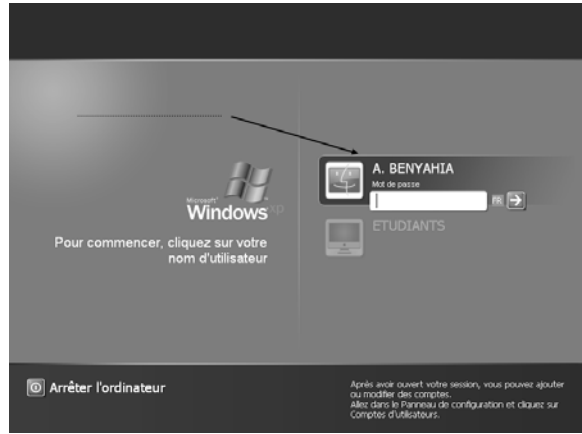 Microsoft
Windows xp
Pour commencer, cliquez sur votre
nom d'utilisateur
A. BENYAHIA
Mot de passe
FR
ETUDIANTS
Arrêter l'ordinateur
Après avoir ouvert votre session, vous pouvez ajouter
ou modifier des comptes.
Allez dans le Panneau de configuration et cliquez sur
Comptes d'utilisateurs.